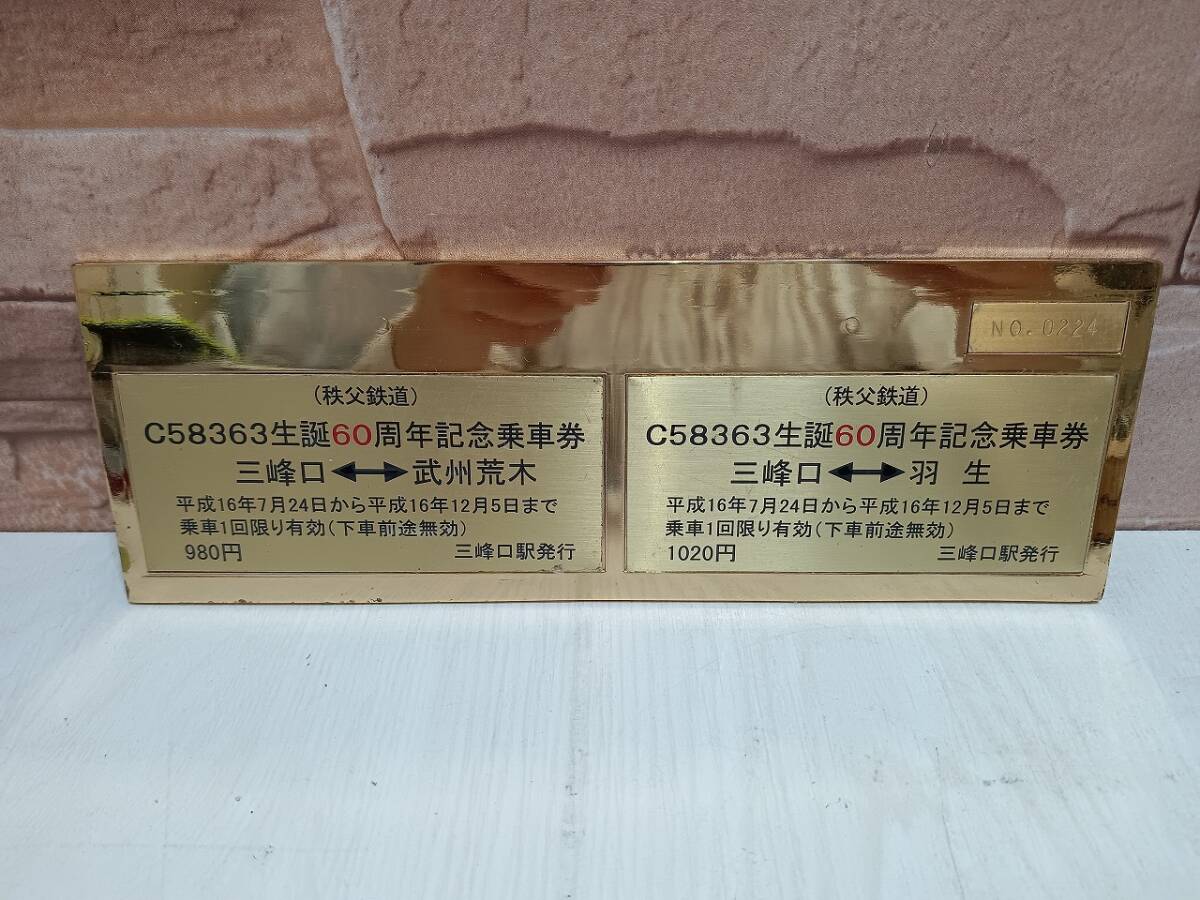 NO.0224
(秩父鉄道)
C58363生誕60周年記念乗車券
三峰口↔武州荒木
平成16年7月24日から平成16年12月5日まで
乗車1回限り有効(下車前途無効)
980円 三峰口駅発行
(秩父鉄道)
C58363生誕60周年記念乗車券
三峰口↔羽 生
平成16年7月24日から平成16年12月5日まで
乗車1回限り有効(下車前途無効)
1020円 三峰口駅発行